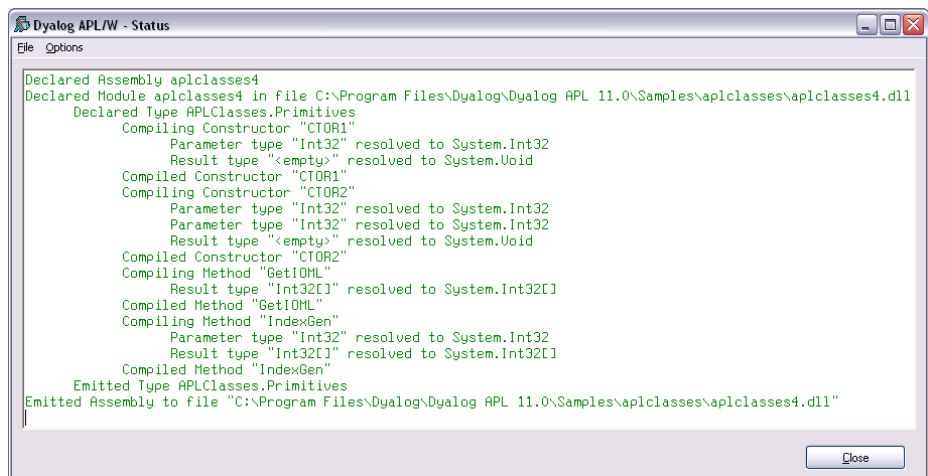 Dyalog APL/W - Status
File Options
Declared Assembly aplclasses4
Declared Module aplclasses4 in file C:\Program Files\Dyalog\Dyalog APL 11.0\Samples\aplclasses\aplclasses4.dll
Declared Type APLClasses.Primitives
Compiling Constructor "CTOR1"
Parameter type "Int32" resolved to System.Int32
Result type "<empty>" resolved to System.Void
Compiled Constructor "CTOR1"
Compiling Constructor "CTOR2"
Parameter type "Int32" resolved to System.Int32
Parameter type "Int32" resolved to System.Int32
Result type "<empty>" resolved to System.Void
Compiled Constructor "CTOR2"
Compiling Method "GetIOML"
Result type "Int32[]" resolved to System.Int32[]
Compiled Method "GetIOML"
Compiling Method "IndexGen"
Parameter type "Int32" resolved to System.Int32
Result type "Int32[]" resolved to System.Int32[]
Compiled Method "IndexGen"
Emitted Type APLClasses.Primitives
Emitted Assembly to file "C:\Program Files\Dyalog\Dyalog APL 11.0\Samples\aplclasses\aplclasses4.dll"
Close